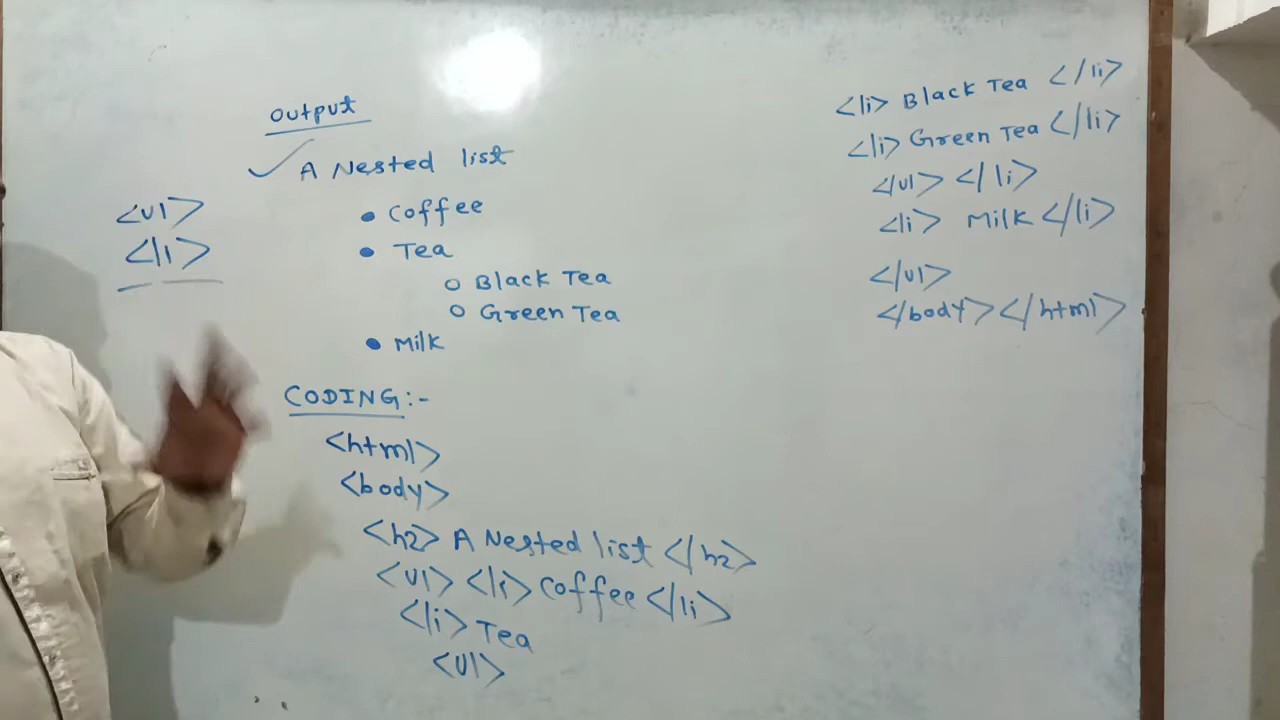 Output
A Nested list
<ul>
<li>
• Coffee
• Tea
○ Black Tea
○ Green Tea
• Milk
CODING:-
<html>
<body>
<h2> A Nested list </h2>
<ul> <li> Coffee </li>
<li> Tea
<ul>
<li> Black Tea </li>
<li> Green Tea </li>
</ul> </li>
<li> Milk </li>
</ul>
</body> </html>